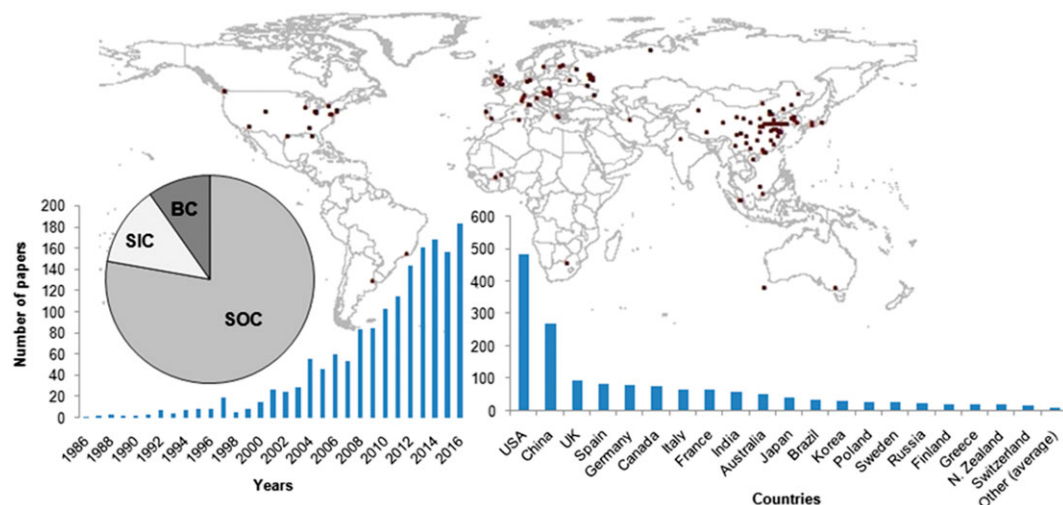 BC
SIC
SOC
Number of papers
200
180
160
140
120
100
80
60
40
20
0
1986
1988
1990
1992
1994
1996
1998
2000
2002
2004
2006
2008
2010
2012
2014
2016
Years
600
500
400
300
200
100
0
USA
China
UK
Spain
Germany
Canada
Italy
France
India
Australia
Japan
Brazil
Korea
Poland
Sweden
Russia
Finland
Greece
N. Zealand
Switzerland
Other (average)
Countries